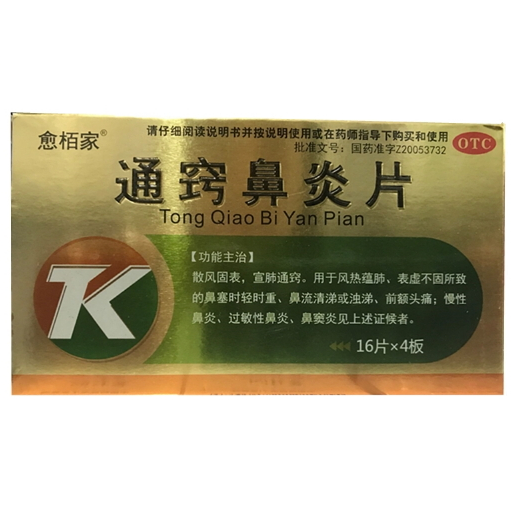 愈栢家®
请仔细阅读说明书并按说明使用或在药师指导下购买和使用
批准文号：国药准字Z20053732
OTC
通窍鼻炎片
Tong Qiao Bi Yan Pian
【功能主治】
散风固表，宣肺通窍。用于风热蕴肺、表虚不固所致
的鼻塞时轻时重、鼻流清涕或浊涕、前额头痛；慢性
鼻炎、过敏性鼻炎、鼻窦炎见上述证候者。
TK
16片×4板